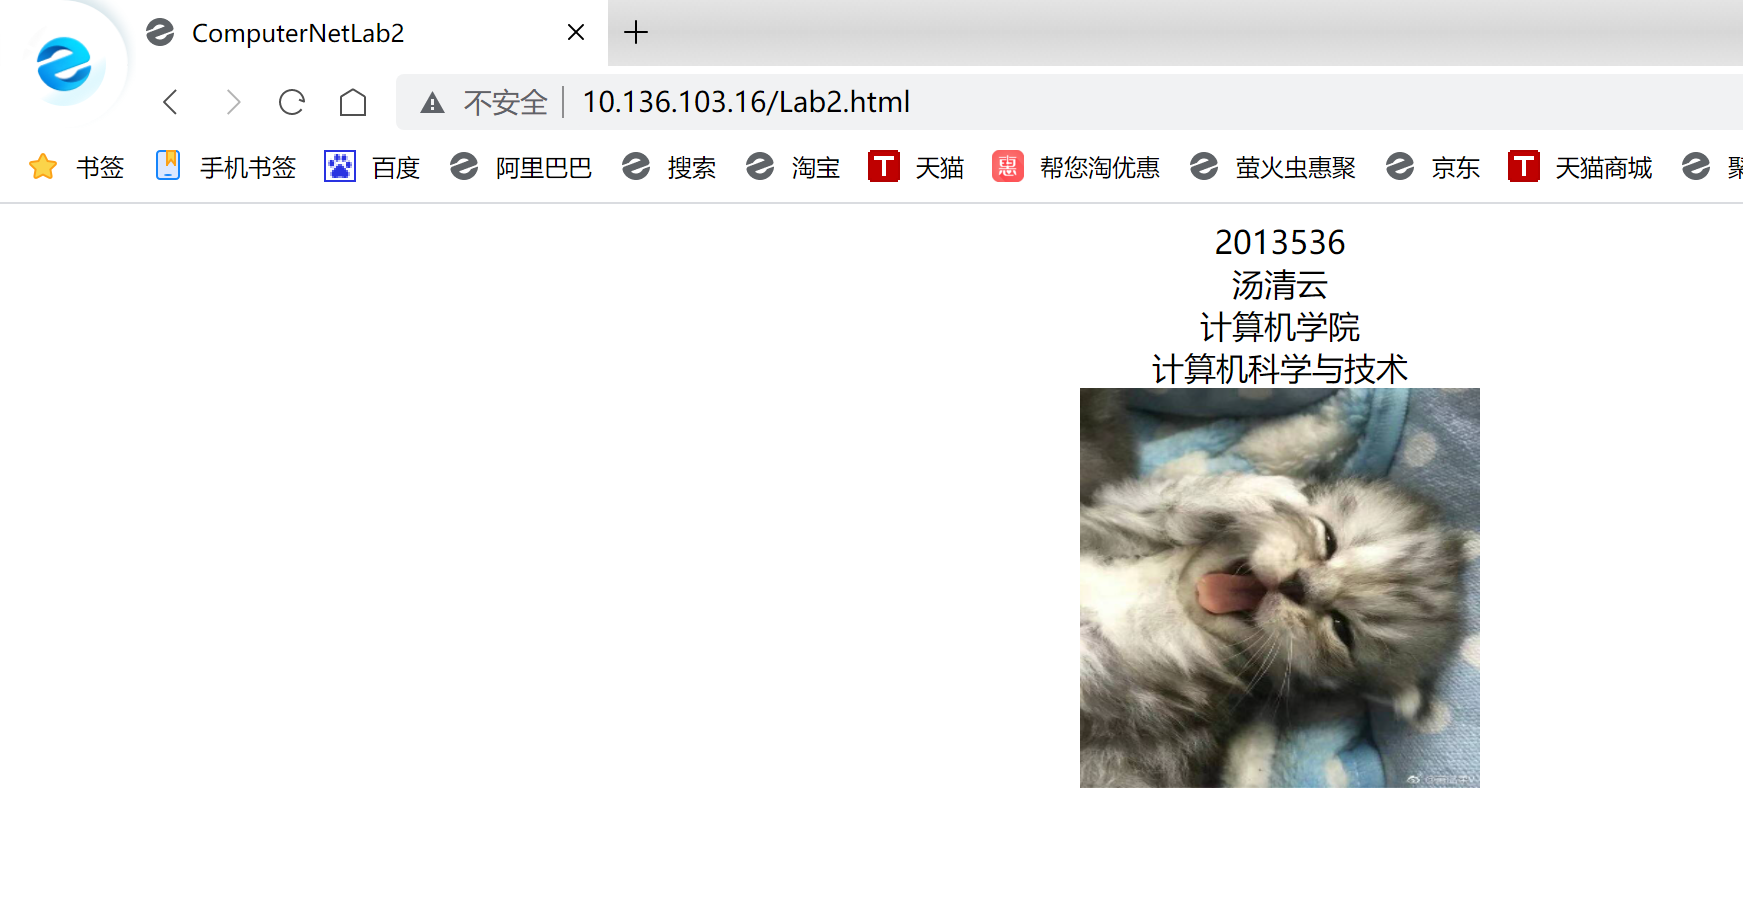 ComputerNetLab2
不安全 | 10.136.103.16/Lab2.html
书签 手机书签 百度 阿里巴巴 搜索 淘宝 T 天猫 惠 帮您淘优惠 萤火虫惠聚 京东 T 天猫商城
2013536
汤清云
计算机学院
计算机科学与技术